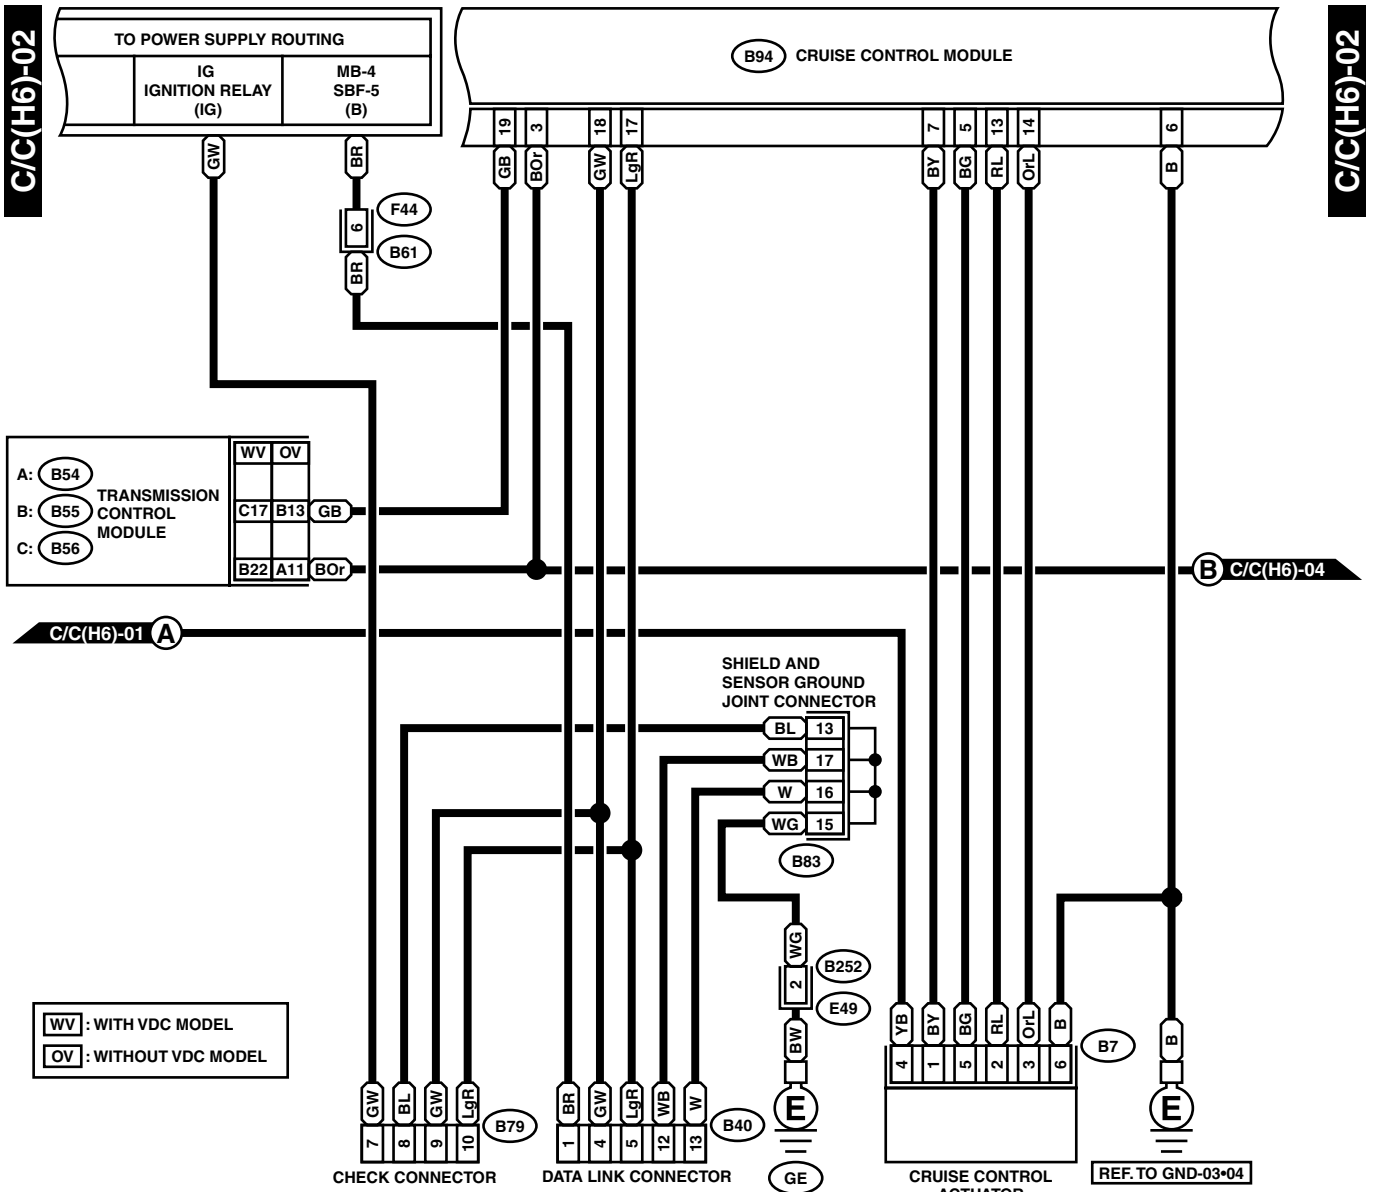 C/C(H6)-02
TO POWER SUPPLY ROUTING
IG
IGNITION RELAY
(IG)
MB-4
SBF-5
(B)
B94 CRUISE CONTROL MODULE
C/C(H6)-02
19 3 18 17 7 5 13 14 6
GW BR GB BOr GW LgR BY BG RL OrL B
F44
6
B61
BR
WV OV
A: B54
B: B55
C: B56
TRANSMISSION
CONTROL
MODULE
C17 B13 GB
B22 A11 BOr
B C/C(H6)-04
C/C(H6)-01 A
SHIELD AND
SENSOR GROUND
JOINT CONNECTOR
BL 13
WB 17
W 16
WG 15
B83
WG
B252
2
E49
BW
WV : WITH VDC MODEL
OV : WITHOUT VDC MODEL
YB BY BG RL OrL B
4 1 5 2 3 6
B7
B
GW BL GW LgR
7 8 9 10
B79
BR GW LgR WB W
1 4 5 12 13
B40
E
E
CHECK CONNECTOR
DATA LINK CONNECTOR
GE
CRUISE CONTROL
ACTUATOR
REF. TO GND-03•04